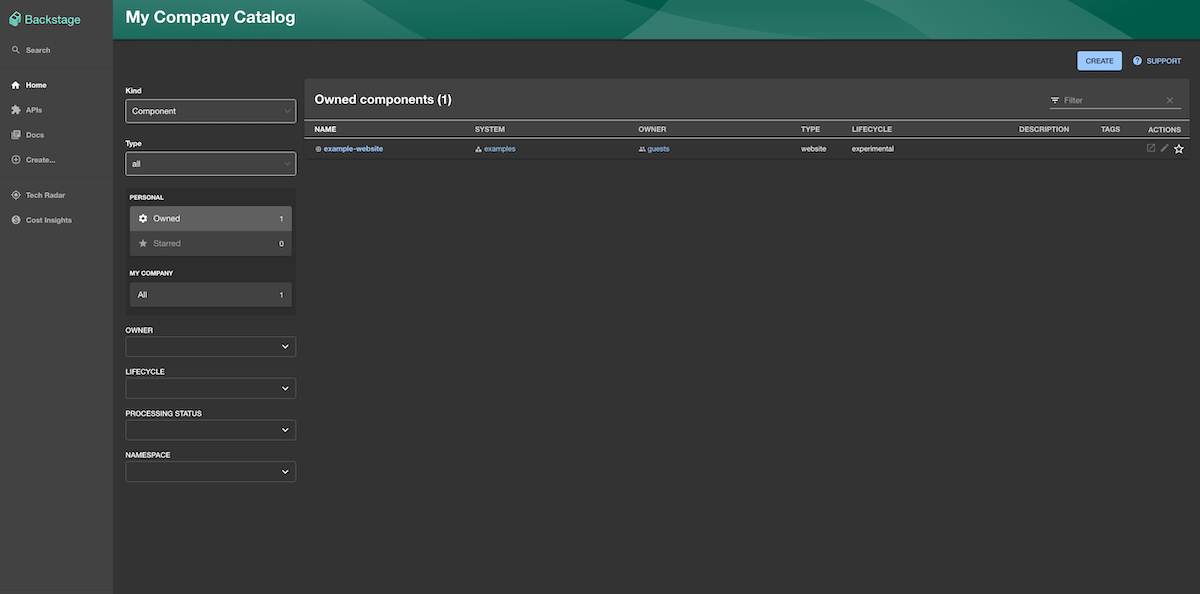 Backstage
My Company Catalog
Search
Home
APIs
Docs
Create...
Tech Radar
Cost Insights
CREATE
SUPPORT
Kind
Component
Type
all
PERSONAL
Owned 1
Starred 0
MY COMPANY
All 1
OWNER
LIFECYCLE
PROCESSING STATUS
NAMESPACE
Owned components (1)
Filter
NAME SYSTEM OWNER TYPE LIFECYCLE DESCRIPTION TAGS ACTIONS
example-website examples guests website experimental